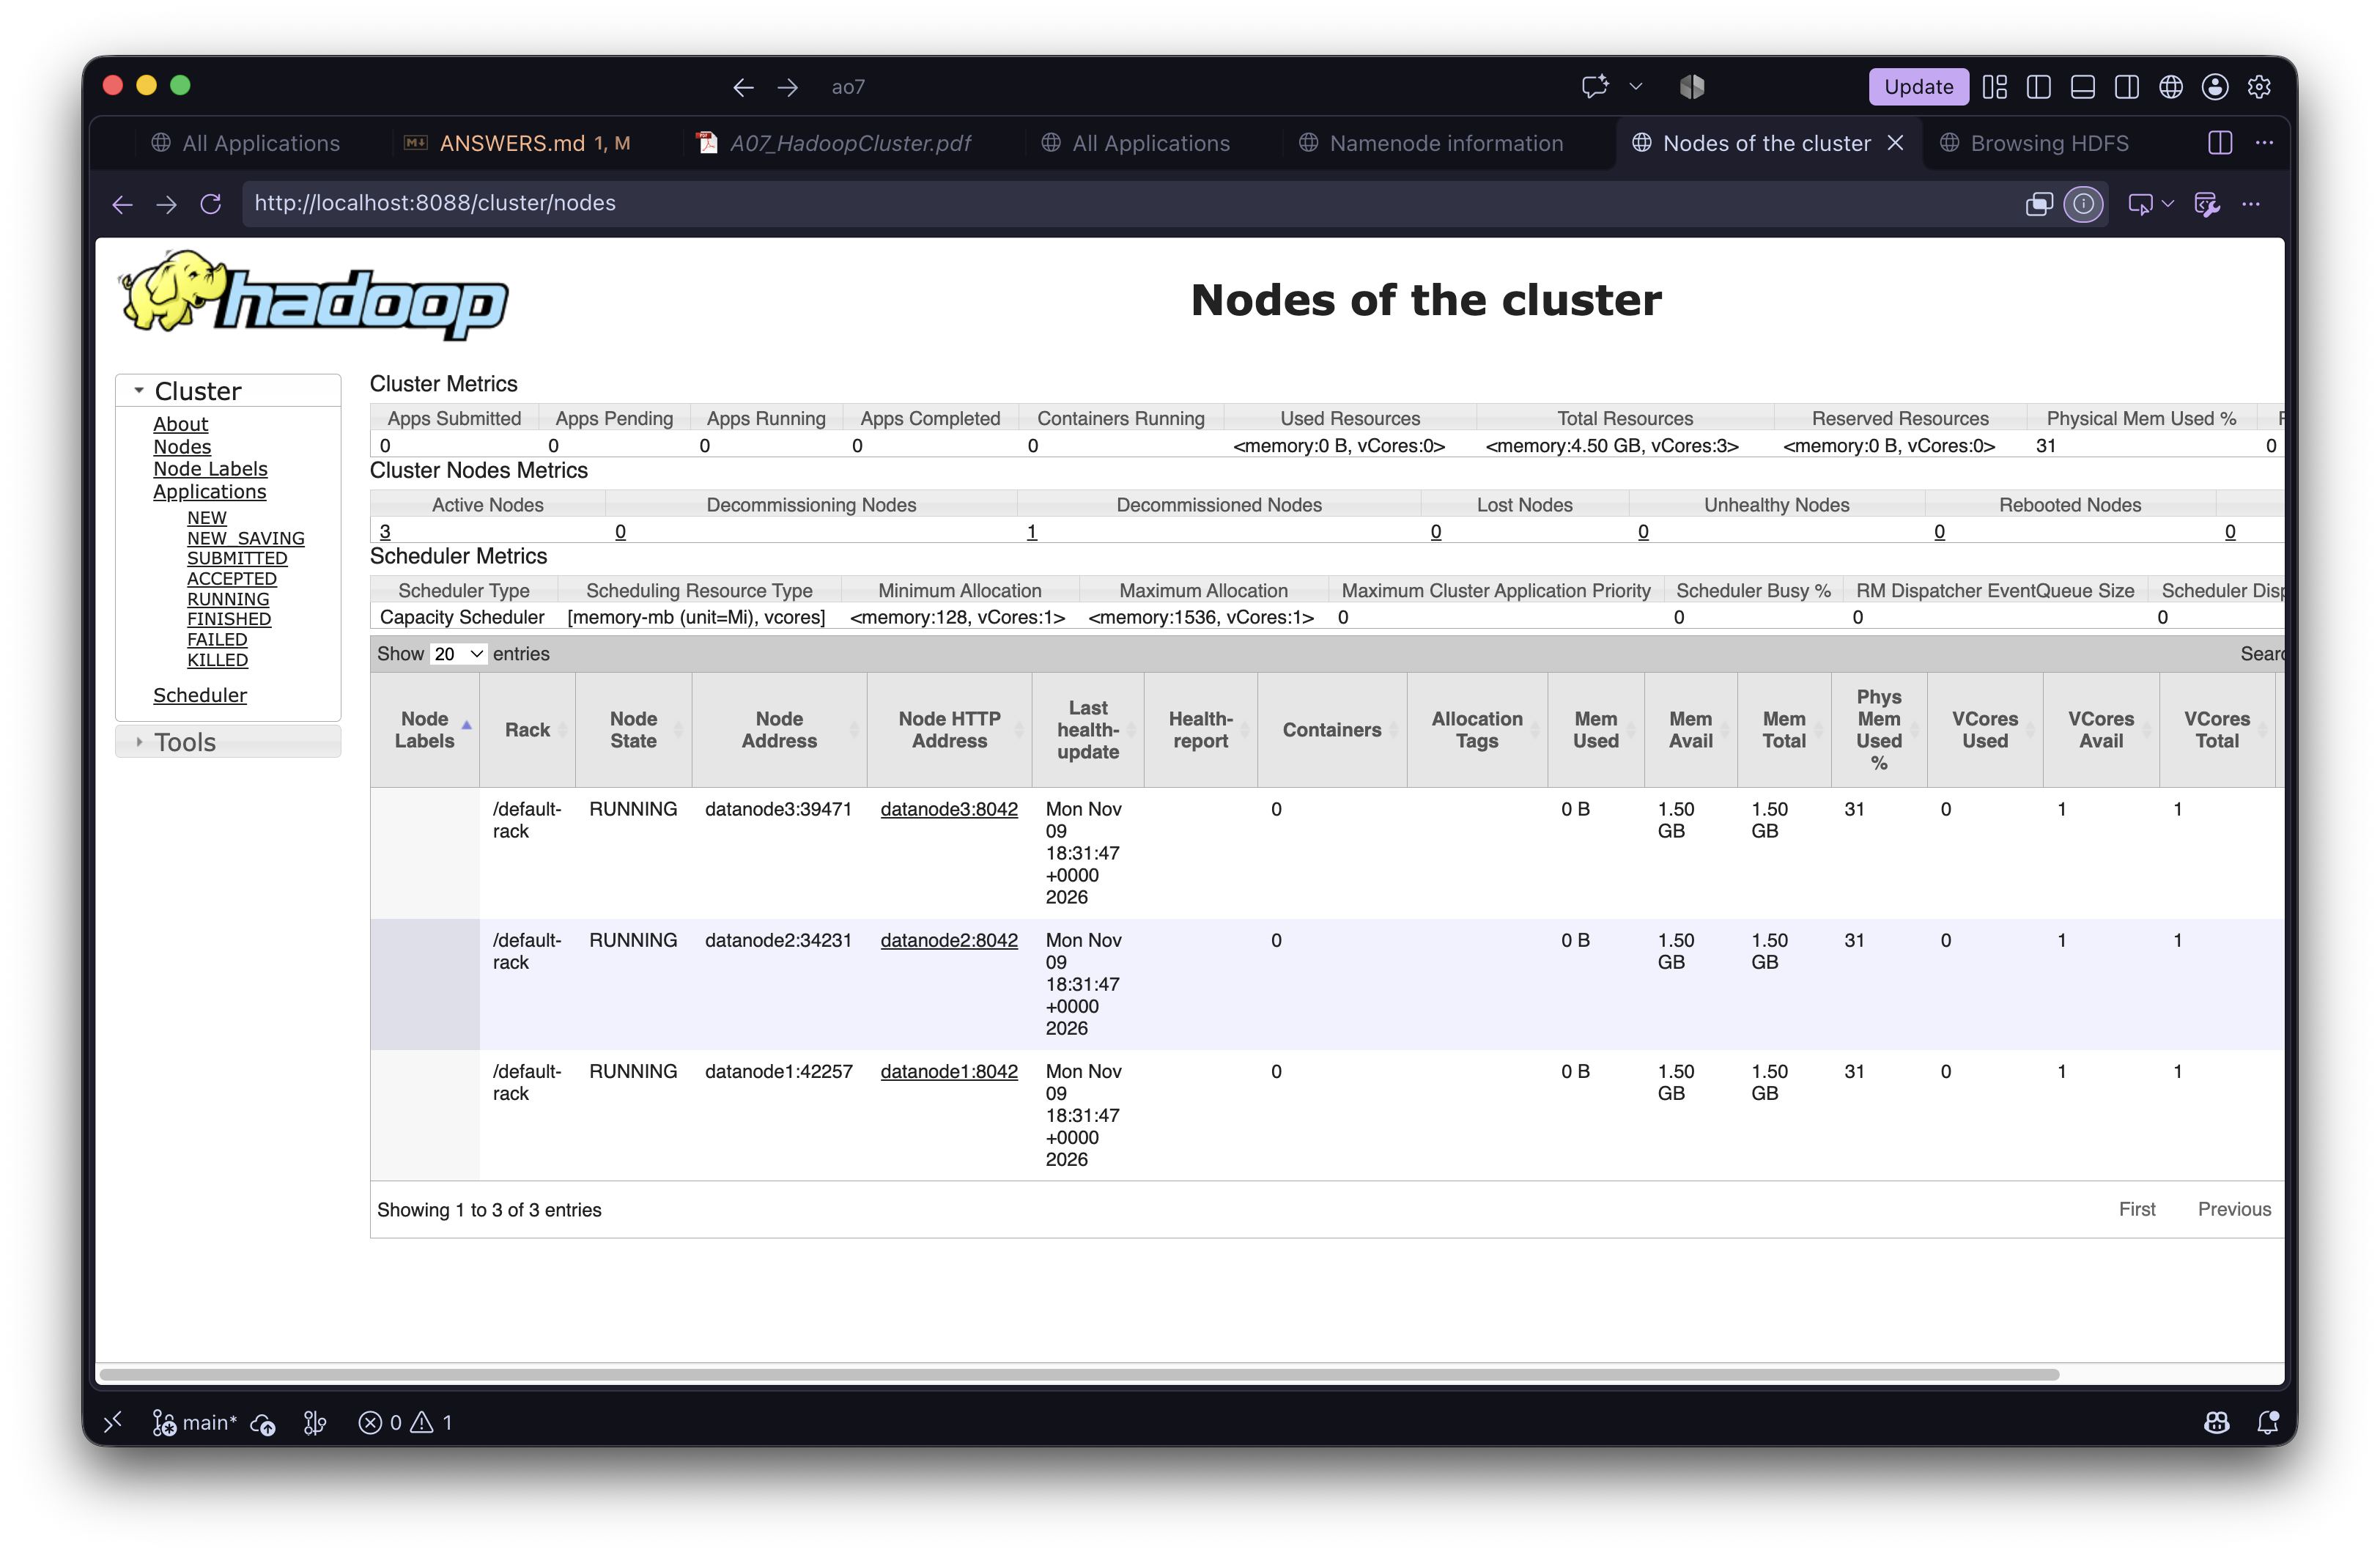 ao7
Update
All Applications
ANSWERS.md 1, M
A07_HadoopCluster.pdf
All Applications
Namenode information
Nodes of the cluster
Browsing HDFS
http://localhost:8088/cluster/nodes
hadoop
Nodes of the cluster
Cluster
About
Nodes
Node Labels
Applications
NEW
NEW_SAVING
SUBMITTED
ACCEPTED
RUNNING
FINISHED
FAILED
KILLED
Scheduler
Tools
Cluster Metrics
Apps Submitted Apps Pending Apps Running Apps Completed Containers Running Used Resources Total Resources Reserved Resources Physical Mem Used %
0 0 0 0 0 <memory:0 B, vCores:0> <memory:4.50 GB, vCores:3> <memory:0 B, vCores:0> 31 0
Cluster Nodes Metrics
Active Nodes Decommissioning Nodes Decommissioned Nodes Lost Nodes Unhealthy Nodes Rebooted Nodes
3 0 1 0 0 0 0
Scheduler Metrics
Scheduler Type Scheduling Resource Type Minimum Allocation Maximum Allocation Maximum Cluster Application Priority Scheduler Busy % RM Dispatcher EventQueue Size Scheduler Disp
Capacity Scheduler [memory-mb (unit=Mi), vcores] <memory:128, vCores:1> <memory:1536, vCores:1> 0 0 0 0
Show 20 entries Searc
Node Labels Rack Node State Node Address Node HTTP Address Last health-update Health-report Containers Allocation Tags Mem Used Mem Avail Mem Total Phys Mem Used % VCores Used VCores Avail VCores Total
/default-rack RUNNING datanode3:39471 datanode3:8042 Mon Nov 09 18:31:47 +0000 2026 0 0 B 1.50 GB 1.50 GB 31 0 1 1
/default-rack RUNNING datanode2:34231 datanode2:8042 Mon Nov 09 18:31:47 +0000 2026 0 0 B 1.50 GB 1.50 GB 31 0 1 1
/default-rack RUNNING datanode1:42257 datanode1:8042 Mon Nov 09 18:31:47 +0000 2026 0 0 B 1.50 GB 1.50 GB 31 0 1 1
Showing 1 to 3 of 3 entries First Previous
main* 0 1